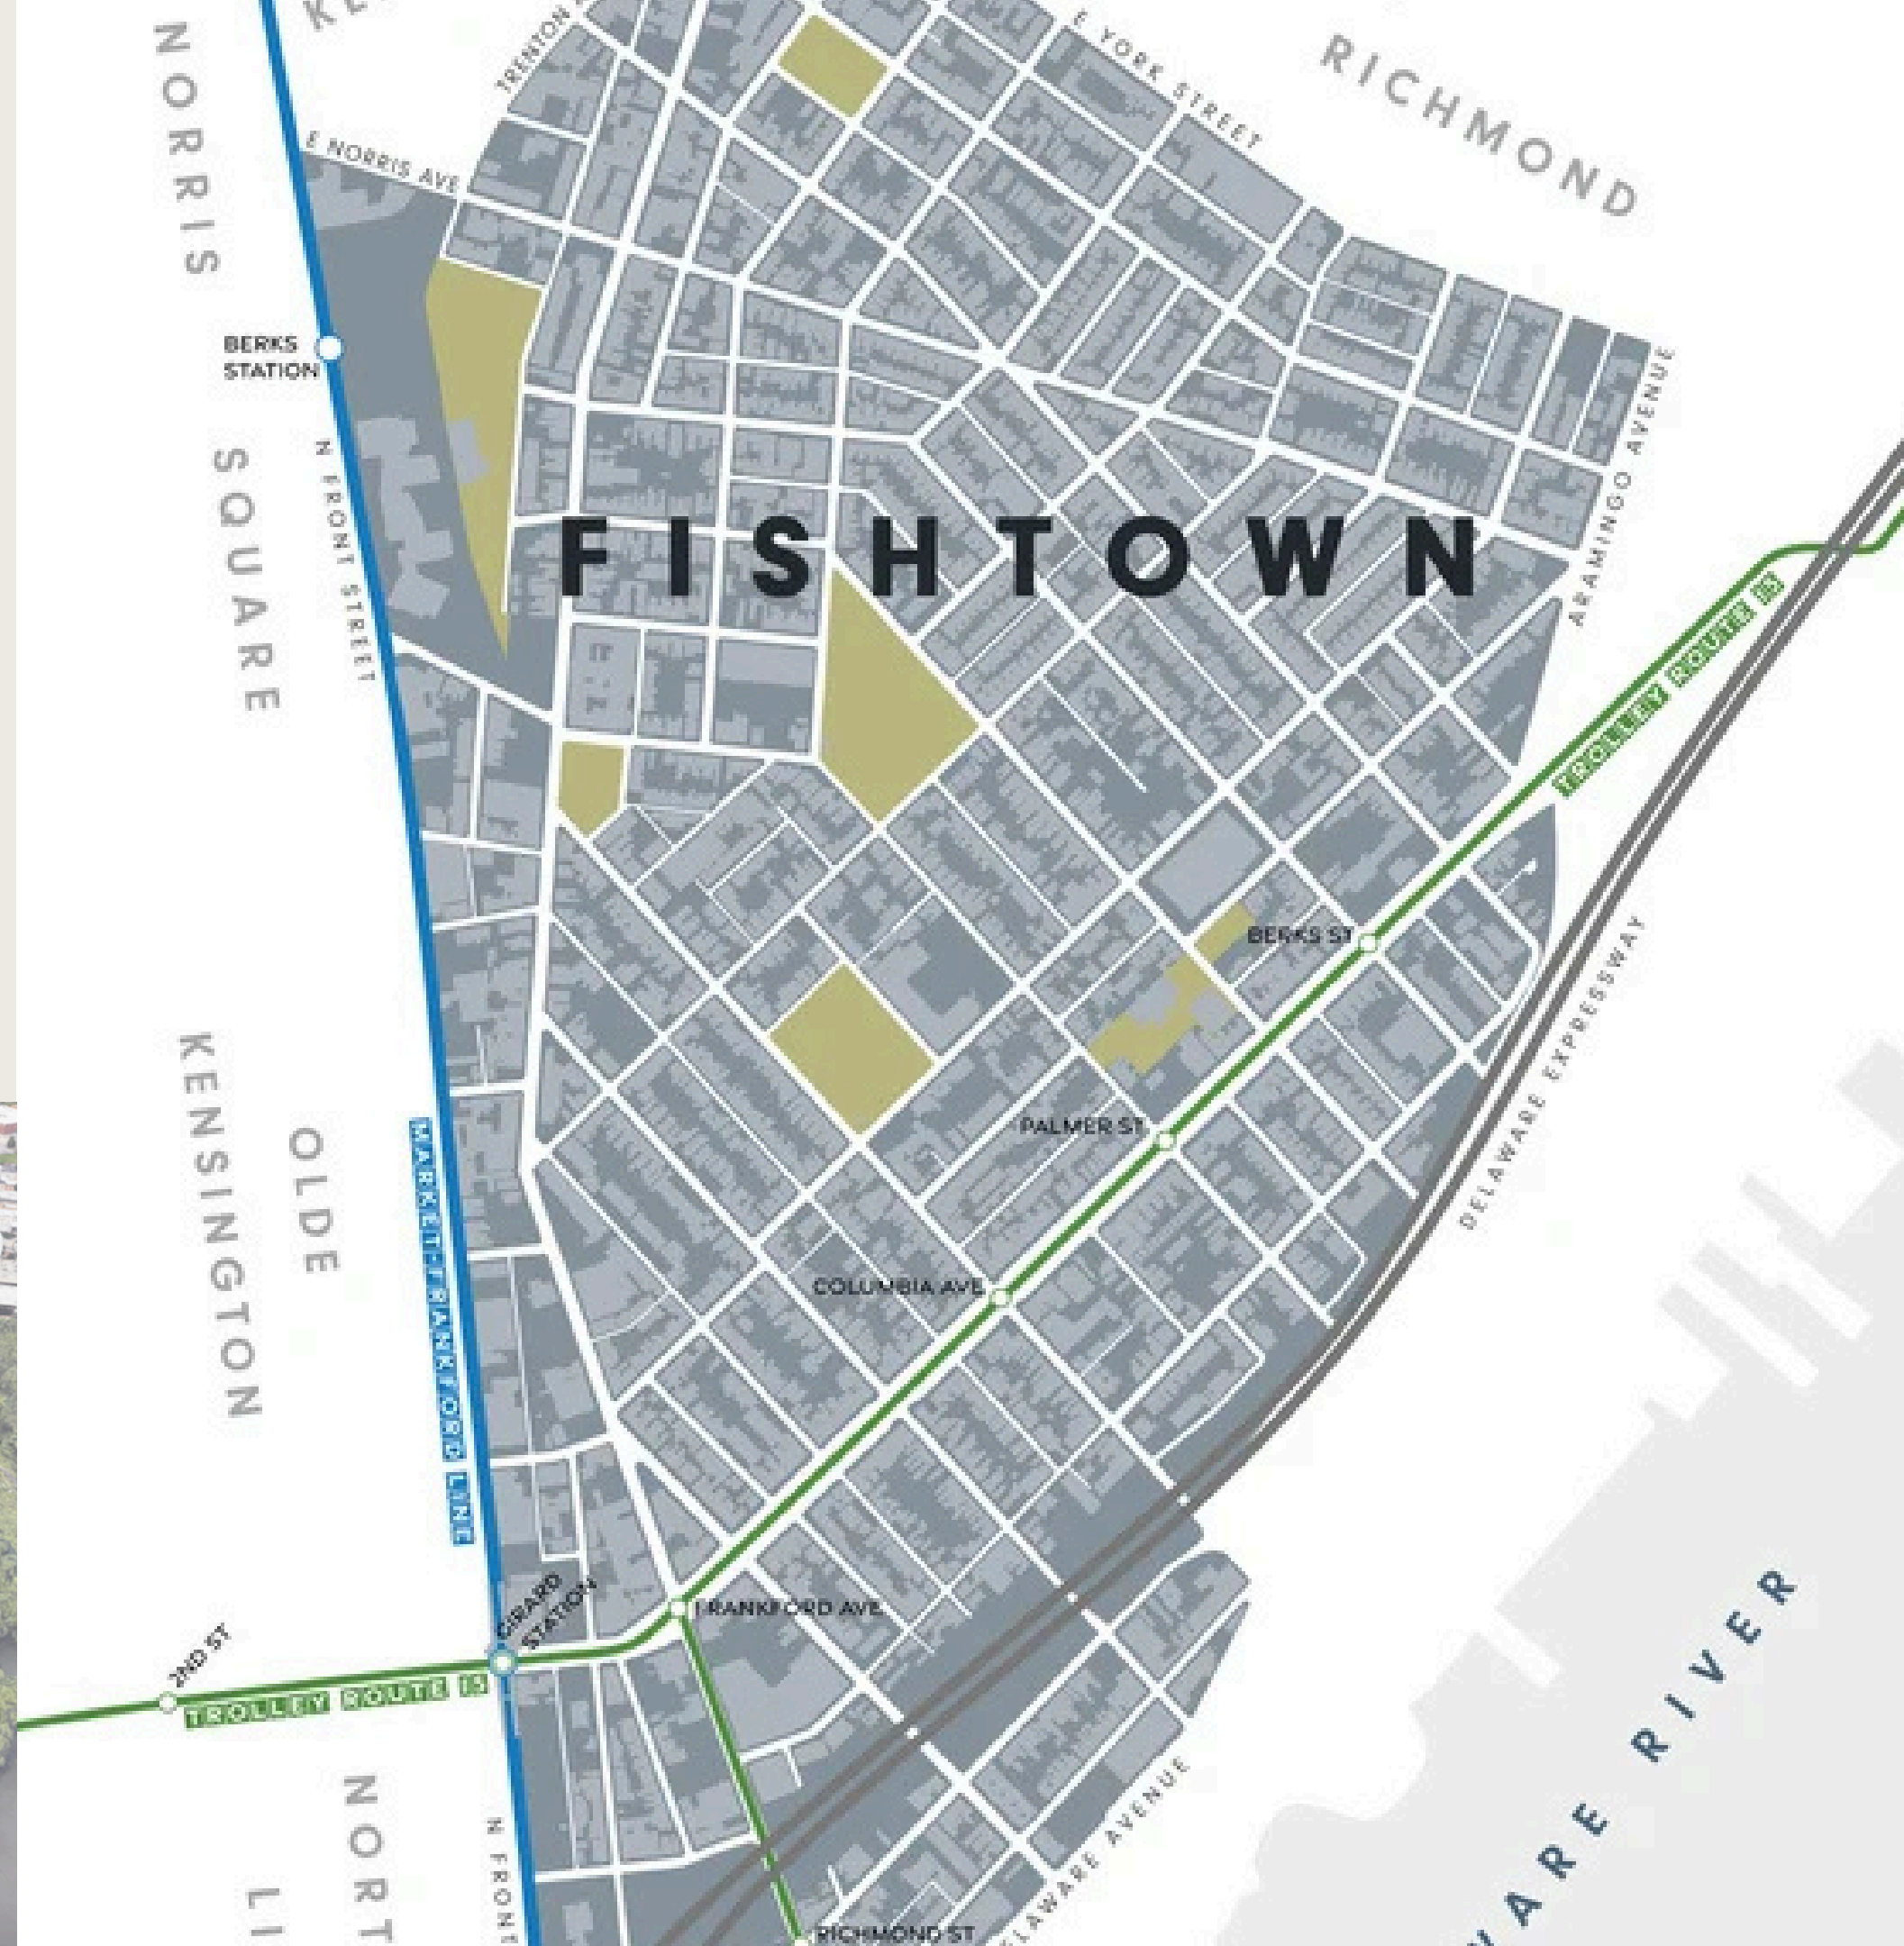 TRENTON
E YORK STREET
RICHMOND
NORRIS
SQUARE
E NORRIS AVE
BERKS
STATION
N FRONT STREET
FISHTOWN
ARAMINGO AVENUE
TROLLEY ROUTE 15
BERKS ST
DELAWARE EXPRESSWAY
OLDE
KENSINGTON
PALMER ST
MARKET-FRANKFORD LINE
COLUMBIA AVE
GIRARD
STATION
FRANKFORD AVE
2ND ST
TROLLEY ROUTE 15
N FRONT
RICHMOND ST
AVENUE
RIVER